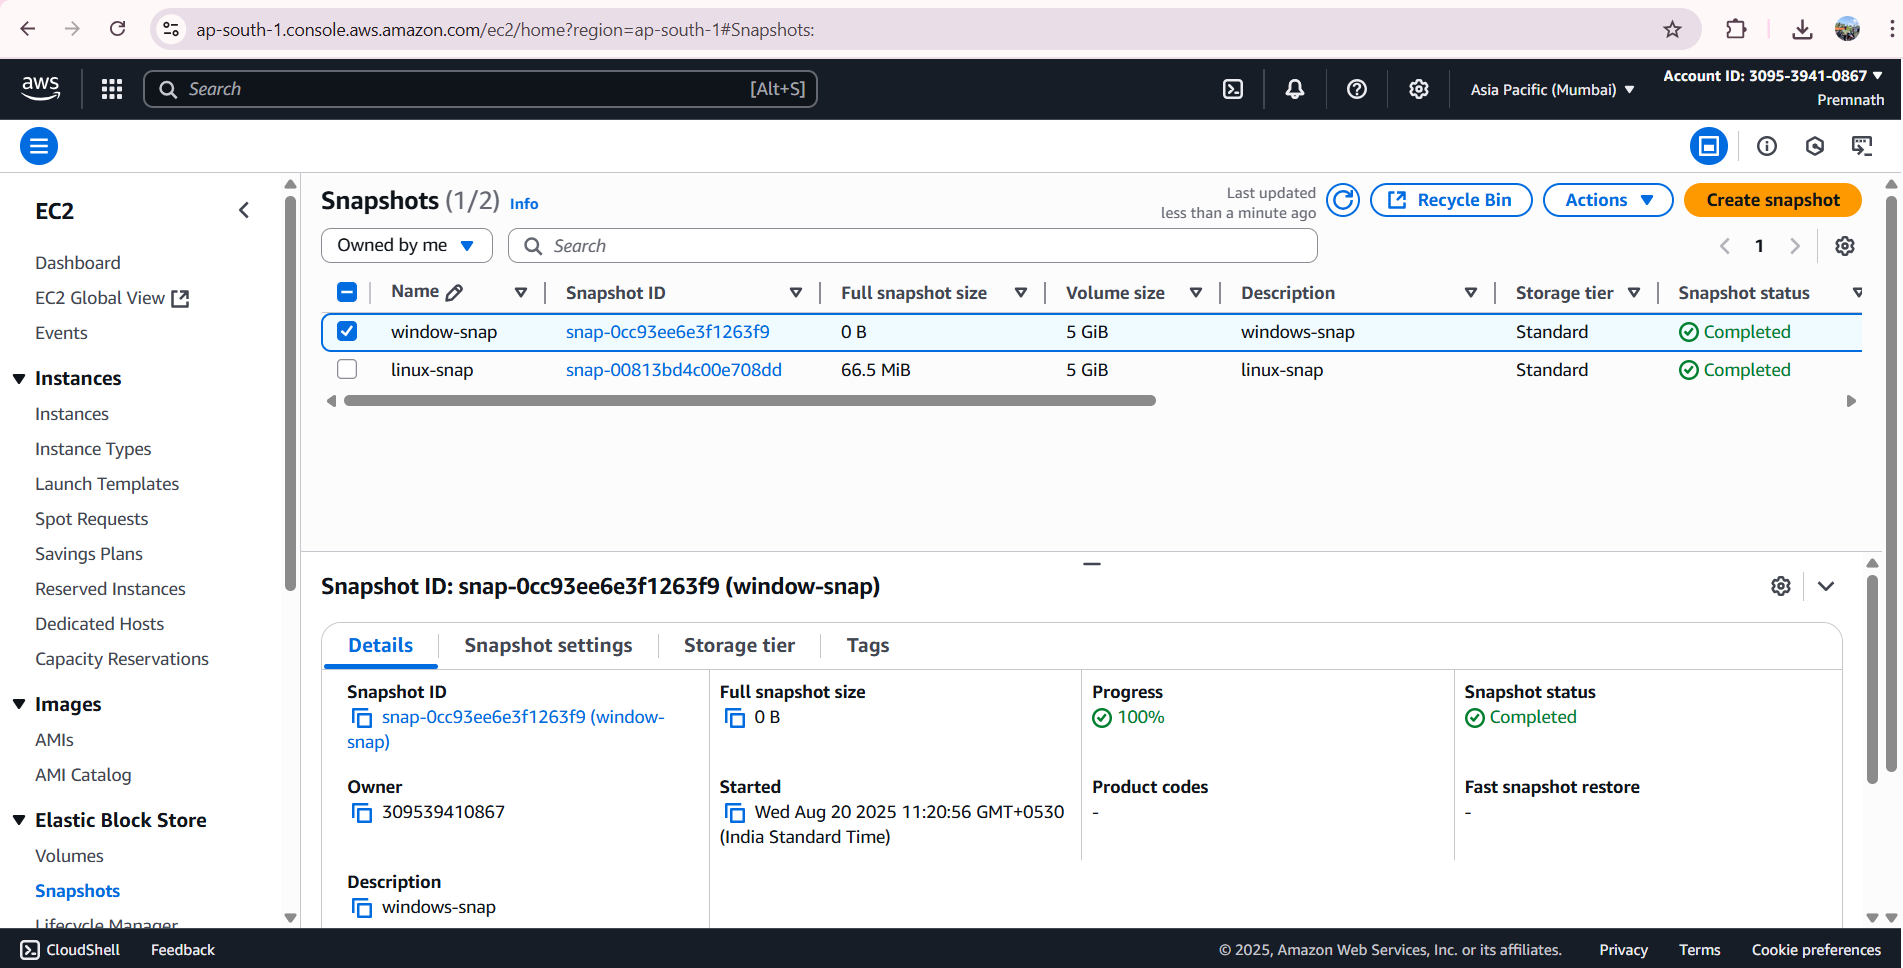 ap-south-1.console.aws.amazon.com/ec2/home?region=ap-south-1#Snapshots:
aws
Search
[Alt+S]
Asia Pacific (Mumbai)
Account ID: 3095-3941-0867
Premnath
EC2
Dashboard
EC2 Global View
Events
Instances
Instances
Instance Types
Launch Templates
Spot Requests
Savings Plans
Reserved Instances
Dedicated Hosts
Capacity Reservations
Images
AMIs
AMI Catalog
Elastic Block Store
Volumes
Snapshots
Lifecycle Manager
Snapshots (1/2) Info
Last updated
less than a minute ago
Recycle Bin
Actions
Create snapshot
Owned by me
Search
1
Name Snapshot ID Full snapshot size Volume size Description Storage tier Snapshot status
window-snap snap-0cc93ee6e3f1263f9 0 B 5 GiB windows-snap Standard Completed
linux-snap snap-00813bd4c00e708dd 66.5 MiB 5 GiB linux-snap Standard Completed
Snapshot ID: snap-0cc93ee6e3f1263f9 (window-snap)
Details Snapshot settings Storage tier Tags
Snapshot ID
snap-0cc93ee6e3f1263f9 (window-
snap)
Full snapshot size
0 B
Progress
100%
Snapshot status
Completed
Owner
309539410867
Started
Wed Aug 20 2025 11:20:56 GMT+0530
(India Standard Time)
Product codes
-
Fast snapshot restore
-
Description
windows-snap
CloudShell Feedback
© 2025, Amazon Web Services, Inc. or its affiliates. Privacy Terms Cookie preferences